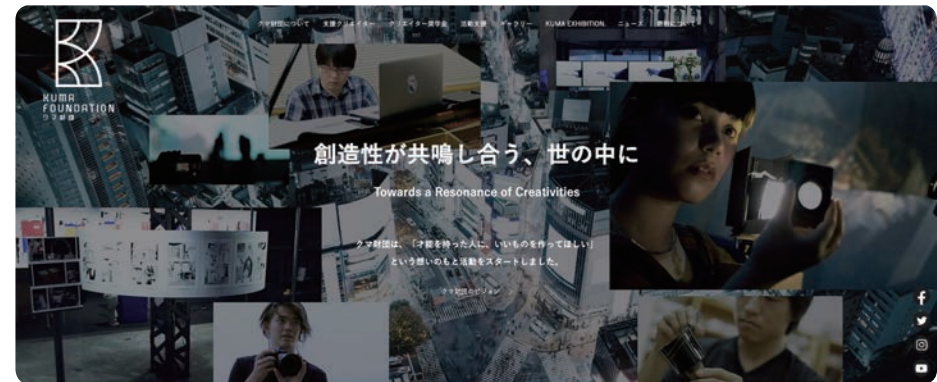 KUMA
FOUNDATION
クマ財団
クマ財団について 支援クリエイター クリエイター奨学金 活動支援 ギャラリー KUMA EXHIBITION ニュース
創造性が共鳴し合う、世の中に
Towards a Resonance of Creativities
クマ財団は、「才能を持った人に、いいものを作ってほしい」
という想いのもと活動をスタートしました。
クマ財団のビジョン